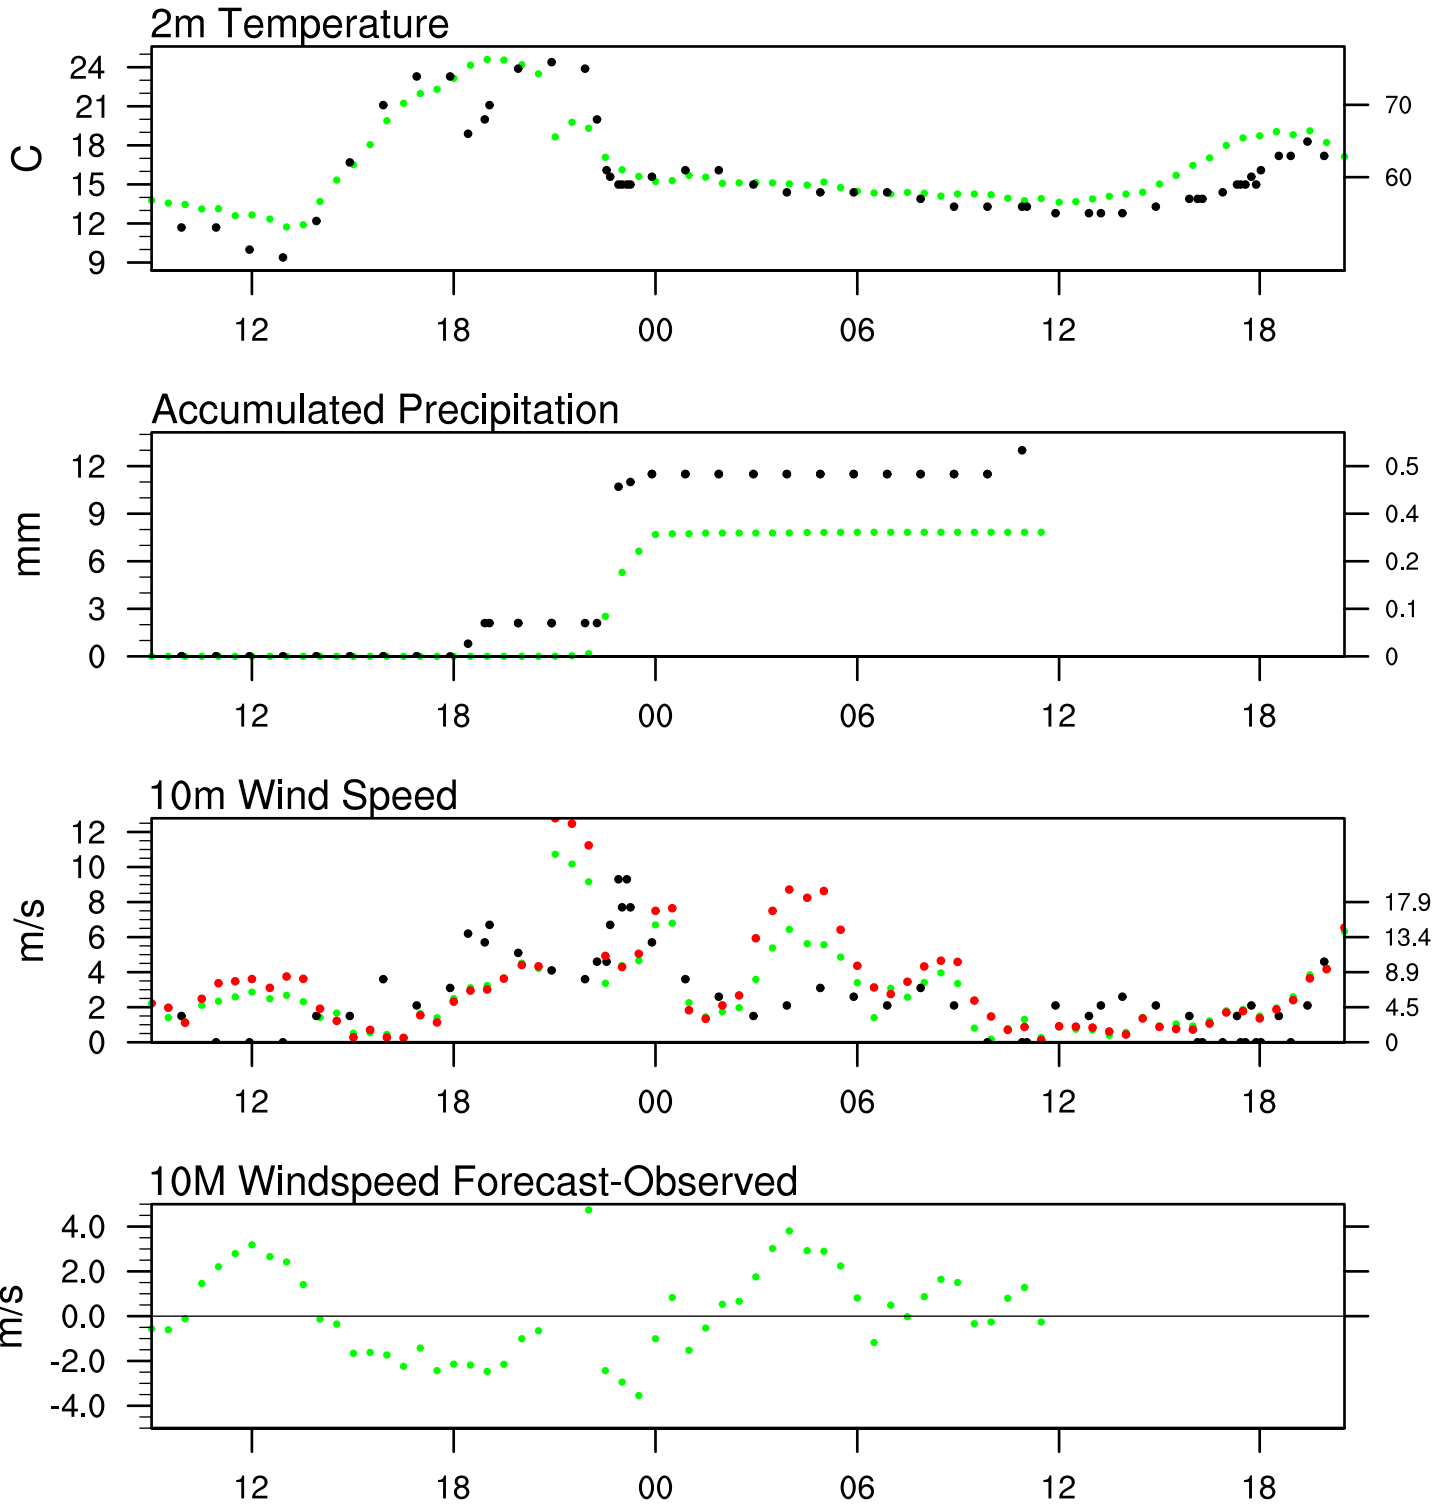 2m Temperature
24
21
18
15
12
9
C
70
60
12 18 00 06 12 18
Accumulated Precipitation
12
9
6
3
0
mm
0.5
0.4
0.2
0.1
0
12 18 00 06 12 18
10m Wind Speed
12
10
8
6
4
2
0
m/s
17.9
13.4
8.9
4.5
0
12 18 00 06 12 18
10M Windspeed Forecast-Observed
4.0
2.0
0.0
-2.0
-4.0
m/s
12 18 00 06 12 18